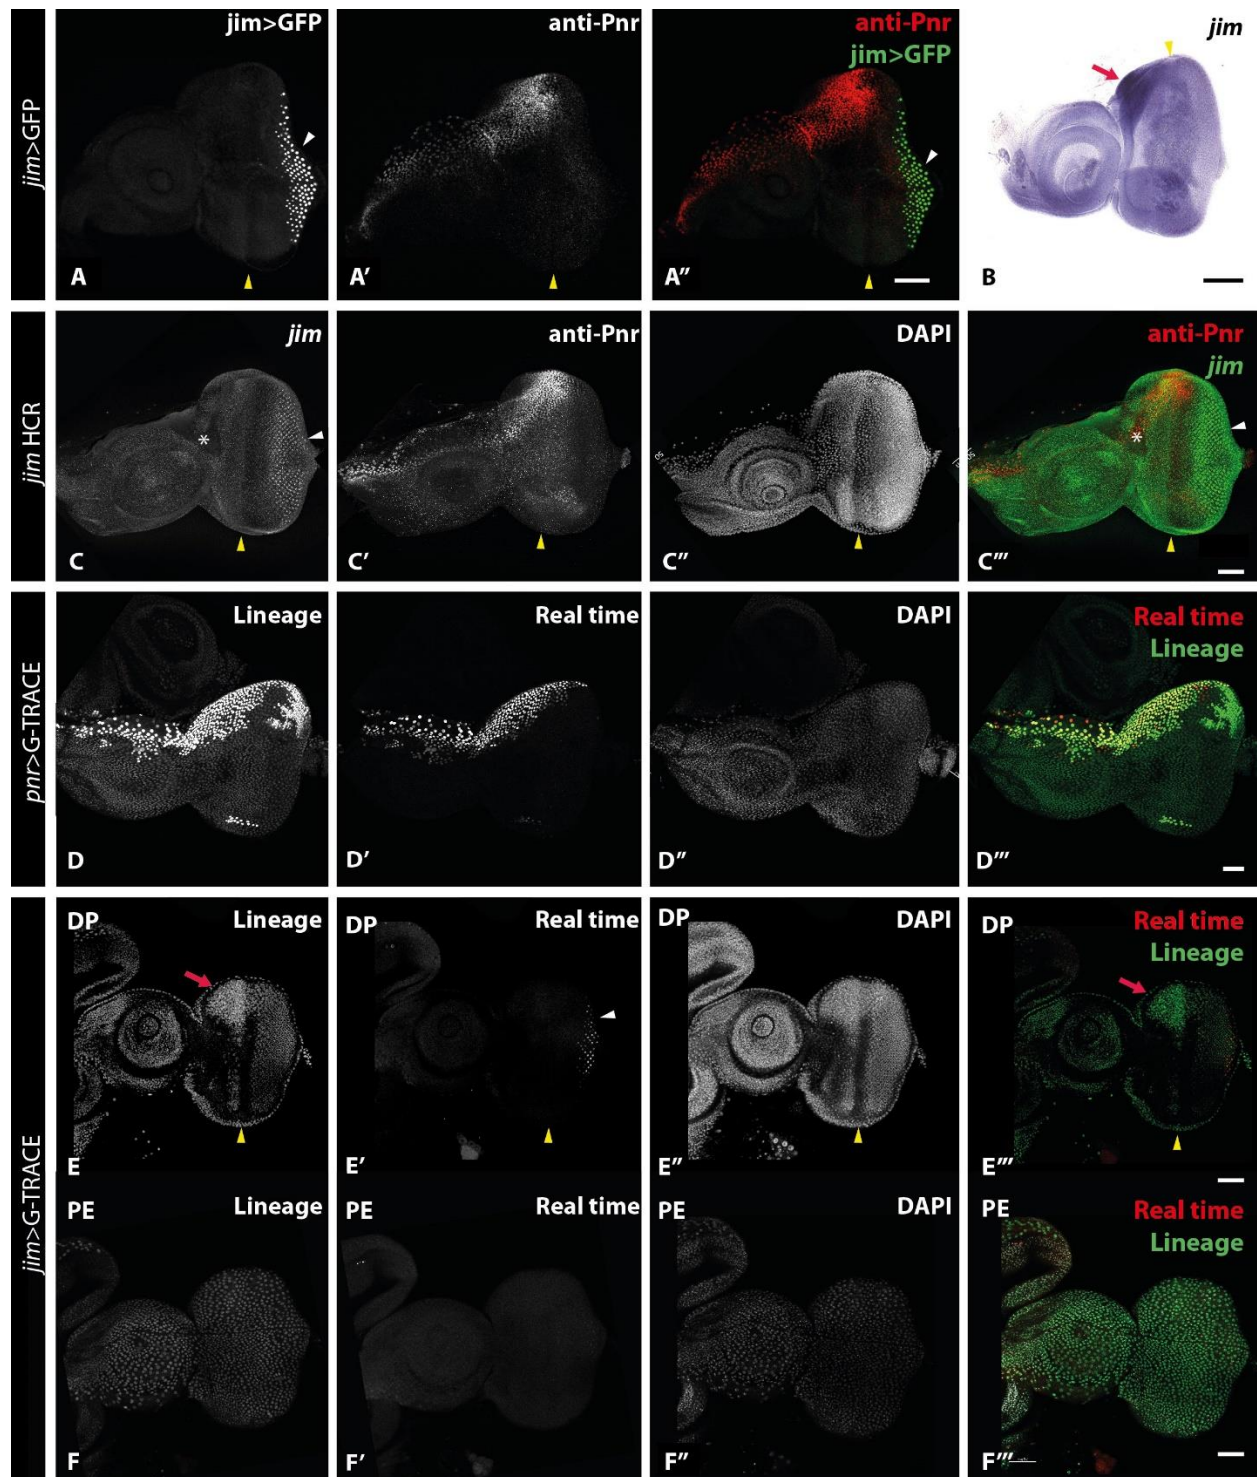 jim>GFP
jim>GFP
anti-Pnr
anti-Pnr
jim>GFP
jim
A
A′
A″
B
jim HCR
jim
anti-Pnr
DAPI
anti-Pnr
jim
*
*
C
C′
C″
C‴
pnr>G-TRACE
Lineage
Real time
DAPI
Real time
Lineage
D
D′
D″
D‴
jim>G-TRACE
DP
Lineage
DP
Real time
DP
DAPI
DP
Real time
Lineage
E
E′
E″
E‴
PE
Lineage
PE
Real time
PE
DAPI
PE
Real time
Lineage
F
F′
F″
F‴